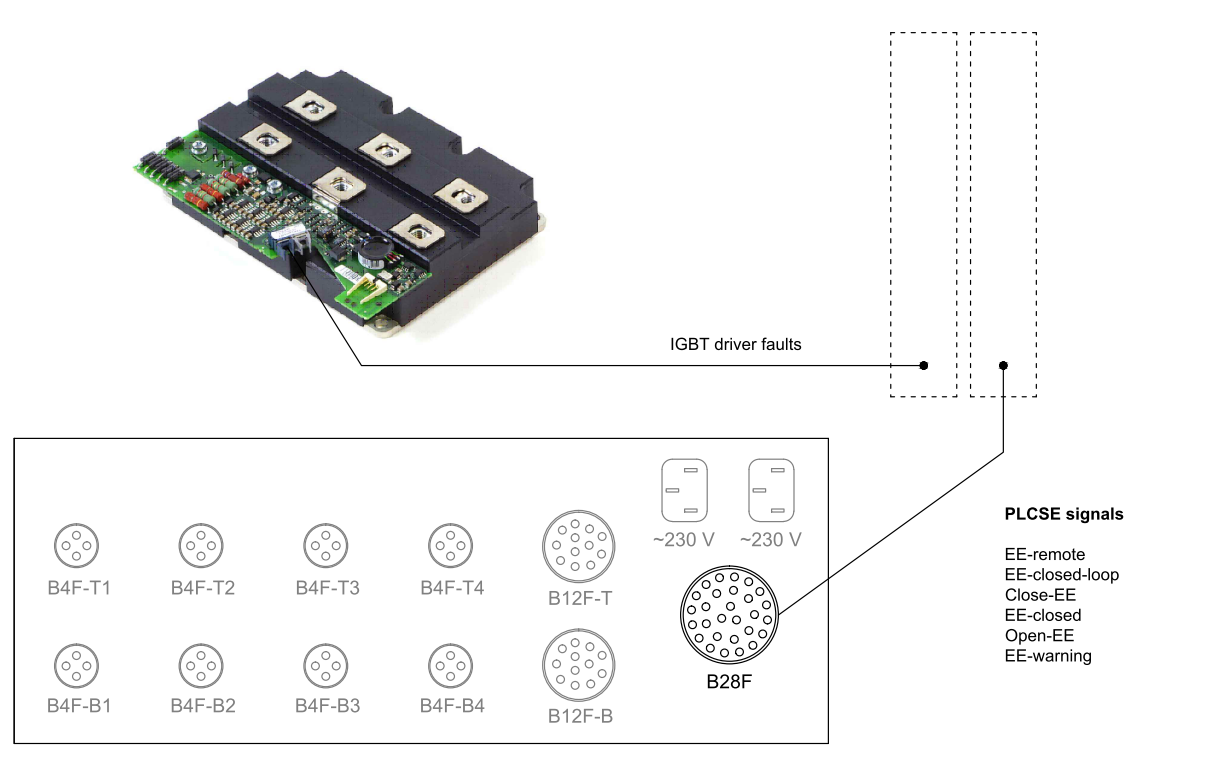 IGBT driver faults
~230 V
~230 V
PLCSE signals
EE-remote
EE-closed-loop
Close-EE
EE-closed
Open-EE
EE-warning
B4F-T1
B4F-T2
B4F-T3
B4F-T4
B12F-T
B28F
B4F-B1
B4F-B2
B4F-B3
B4F-B4
B12F-B